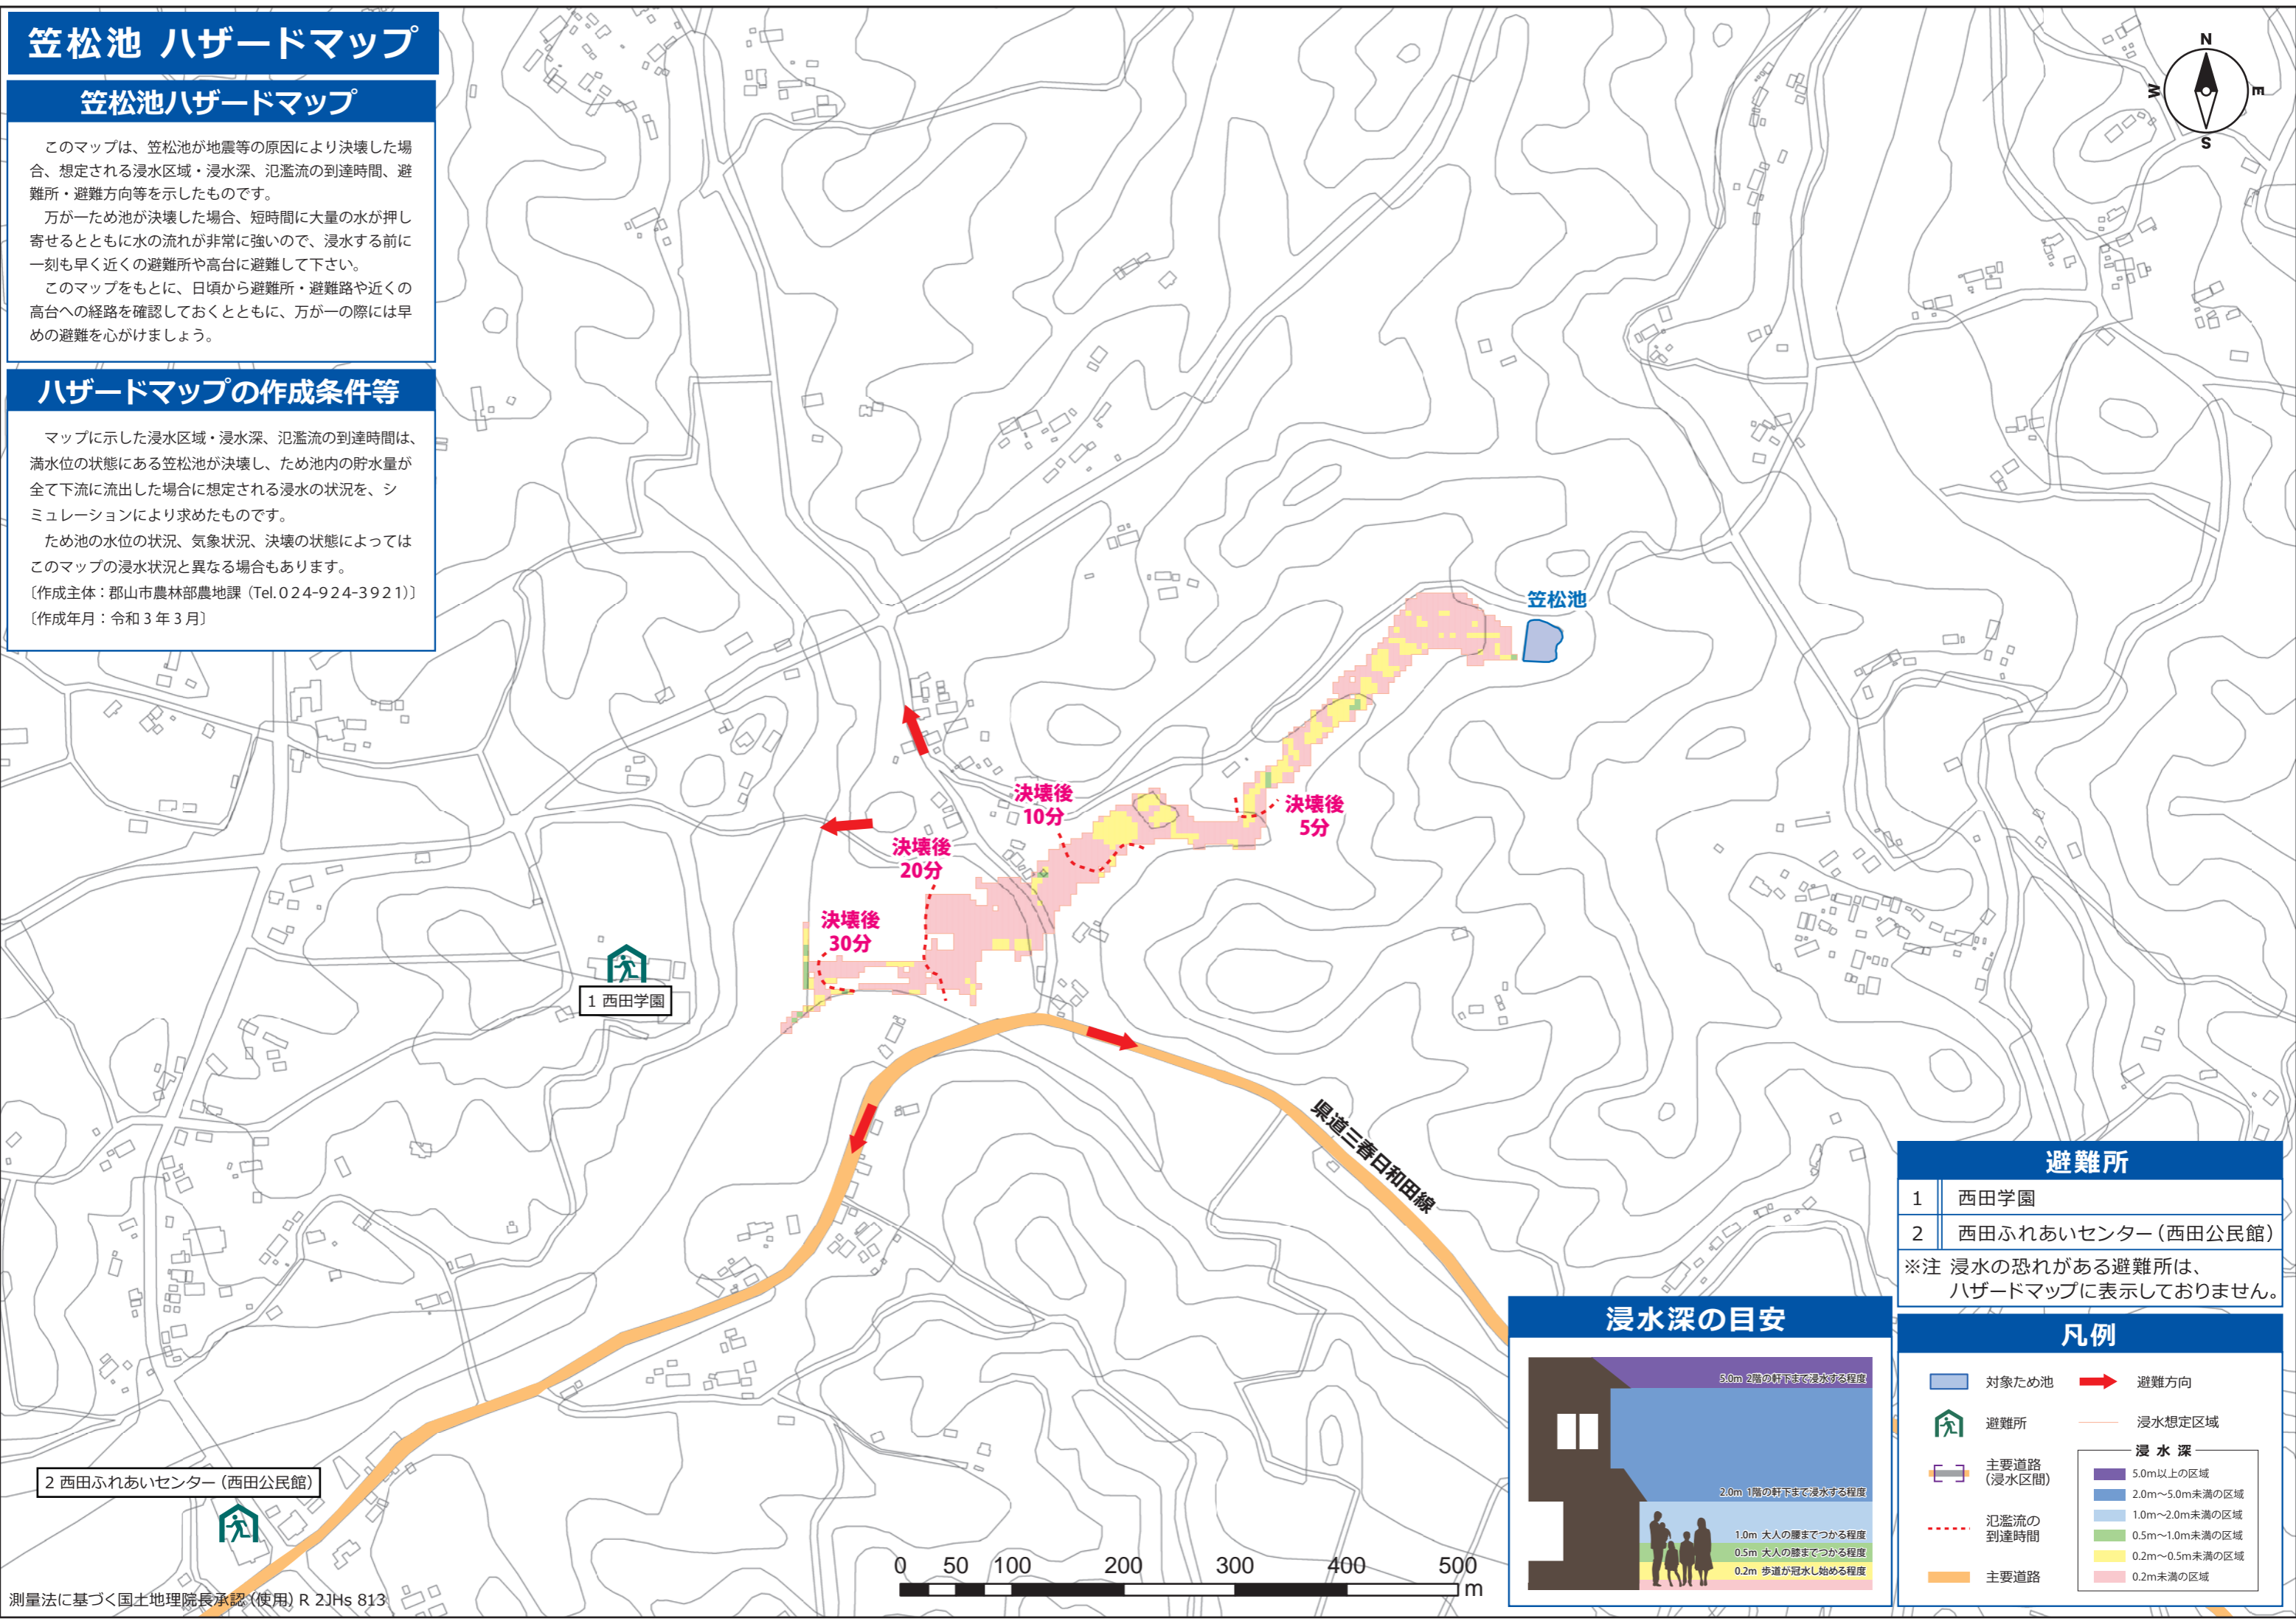 笠松池 ハザードマップ
笠松池ハザードマップ
このマップは、笠松池が地震等の原因により決壊した場
合、想定される浸水区域・浸水深、氾濫流の到達時間、避
難所・避難方向等を示したものです。
万が一ため池が決壊した場合、短時間に大量の水が押し
寄せるとともに水の流れが非常に強いので、浸水する前に
一刻も早く近くの避難所や高台に避難して下さい。
このマップをもとに、日頃から避難所・避難路や近くの
高台への経路を確認しておくとともに、万が一の際には早
めの避難を心がけましょう。
ハザードマップの作成条件等
マップに示した浸水区域・浸水深、氾濫流の到達時間は、
満水位の状態にある笠松池が決壊し、ため池内の貯水量が
全て下流に流出した場合に想定される浸水の状況を、シ
ミュレーションにより求めたものです。
ため池の水位の状況、気象状況、決壊の状態によっては
このマップの浸水状況と異なる場合もあります。
〔作成主体：郡山市農林部農地課（Tel.024-924-3921）〕
〔作成年月：令和３年３月〕
N
W
E
S
笠松池
決壊後
5分
決壊後
10分
決壊後
20分
決壊後
30分
1 西田学園
県道三春日和田線
2 西田ふれあいセンター（西田公民館）
測量法に基づく国土地理院長承認（使用）R 2JHs 813
0 50 100 200 300 400 500
m
避難所
1 西田学園
2 西田ふれあいセンター（西田公民館）
※注 浸水の恐れがある避難所は、
ハザードマップに表示しておりません。
浸水深の目安
5.0m 2階の軒下まで浸水する程度
2.0m 1階の軒下まで浸水する程度
1.0m 大人の腰までつかる程度
0.5m 大人の膝までつかる程度
0.2m 歩道が冠水し始める程度
凡例
対象ため池
避難方向
避難所
浸水想定区域
主要道路
（浸水区間）
氾濫流の
到達時間
主要道路
浸 水 深
5.0m以上の区域
2.0m～5.0m未満の区域
1.0m～2.0m未満の区域
0.5m～1.0m未満の区域
0.2m～0.5m未満の区域
0.2m未満の区域